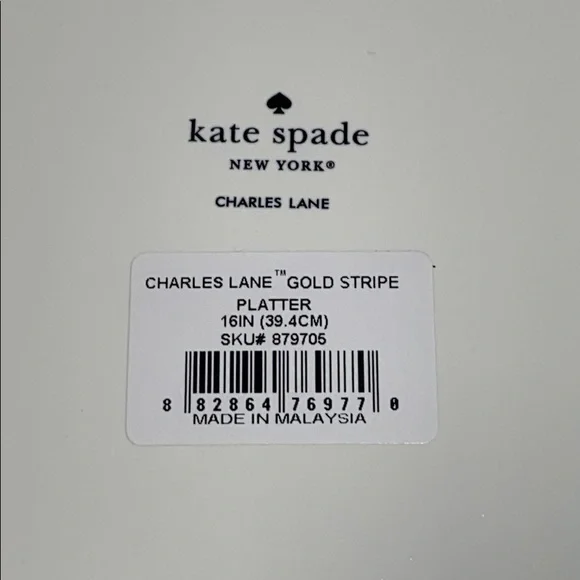 kate spade
NEW YORK®
CHARLES LANE
CHARLES LANE™ GOLD STRIPE
PLATTER
16IN (39.4CM)
SKU# 879705
8 82864 76977 0
MADE IN MALAYSIA